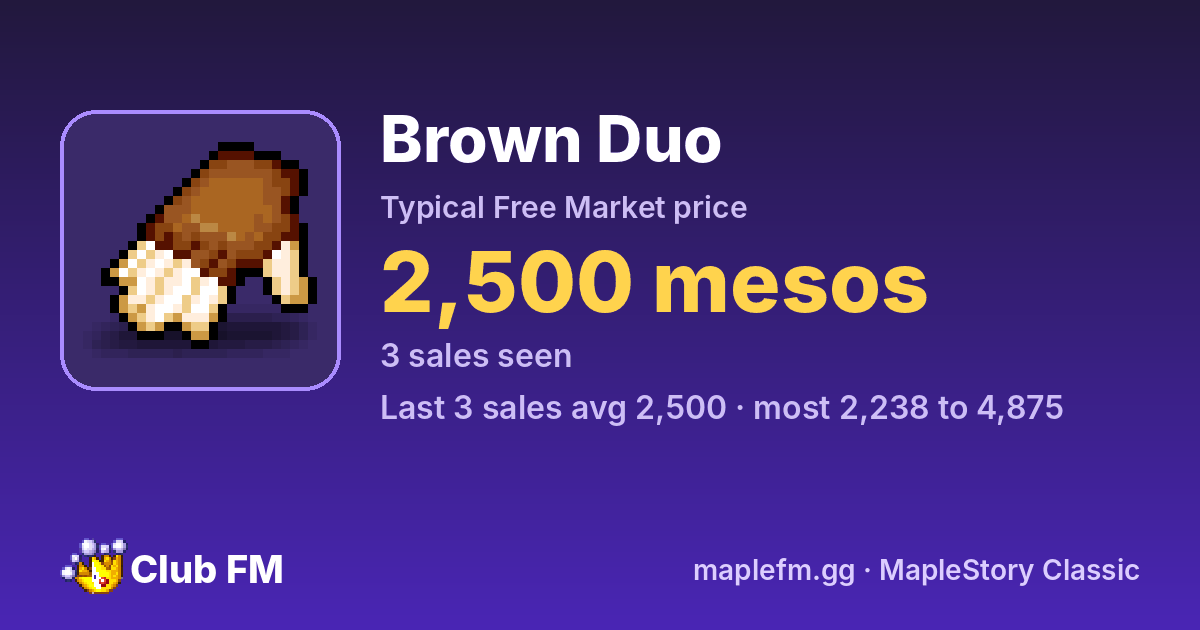 Brown Duo
Typical Free Market price
2,500 mesos
3 sales seen
Last 3 sales avg 2,500 · most 2,238 to 4,875
Club FM
maplefm.gg · MapleStory Classic